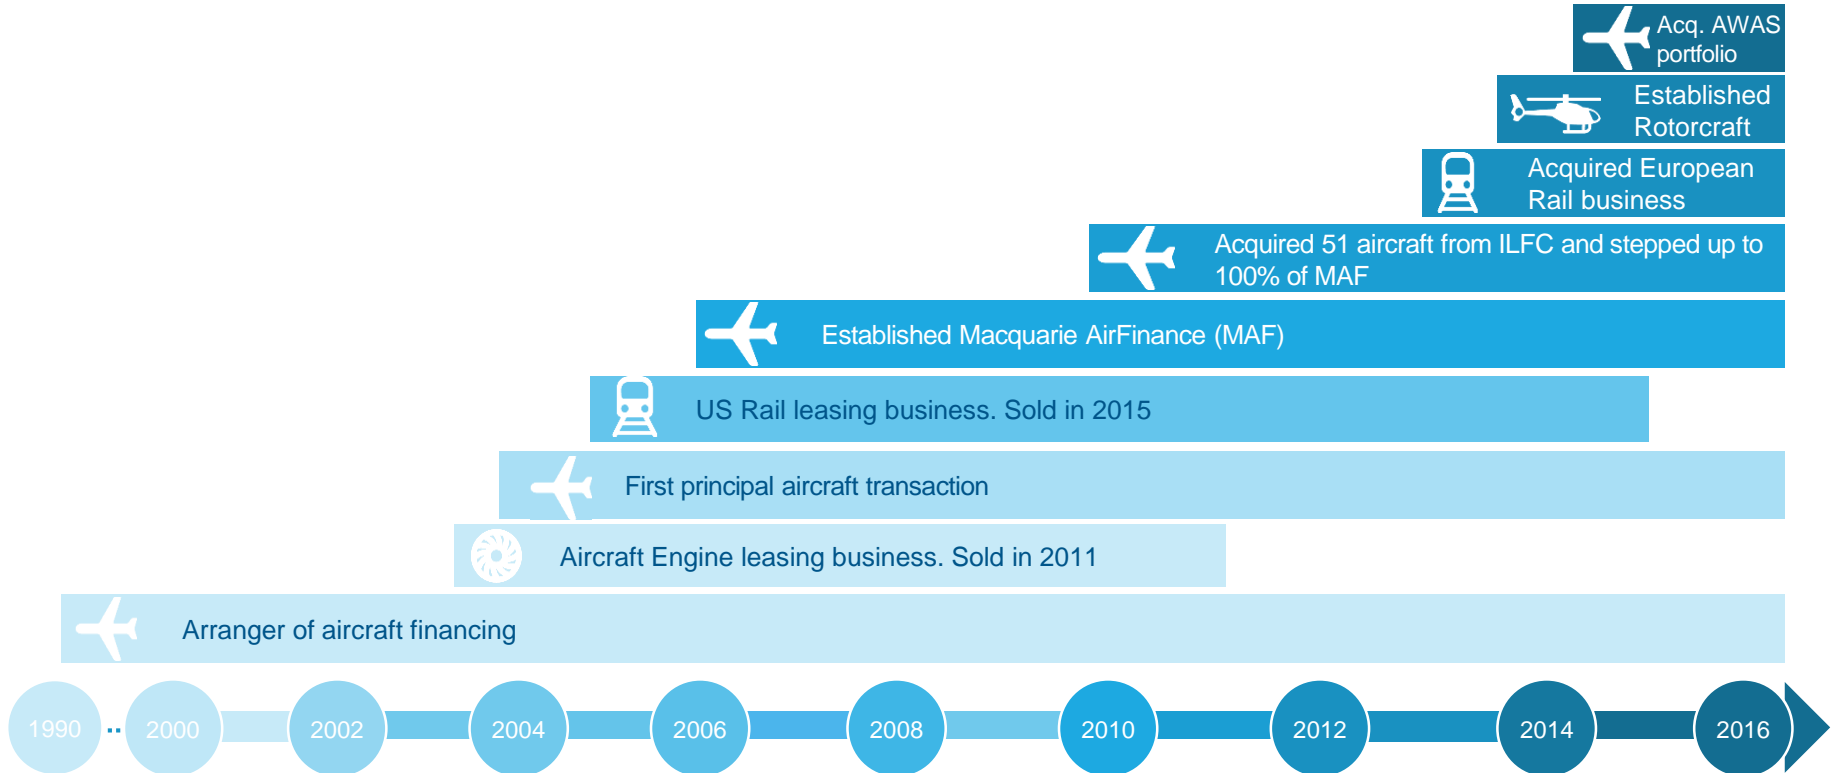 Acq. AWAS
portfolio
Established
Rotorcraft
Acquired European
Rail business
Acquired 51 aircraft from ILFC and stepped up to
100% of MAF
Established Macquarie AirFinance (MAF)
US Rail leasing business. Sold in 2015
First principal aircraft transaction
Aircraft Engine leasing business. Sold in 2011
Arranger of aircraft financing
1990 .. 2000 2002 2004 2006 2008 2010 2012 2014 2016